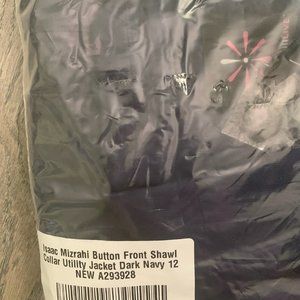 Isaac Mizrahi Button Front Shawl
Collar Utility Jacket Dark Navy 12
NEW A293928